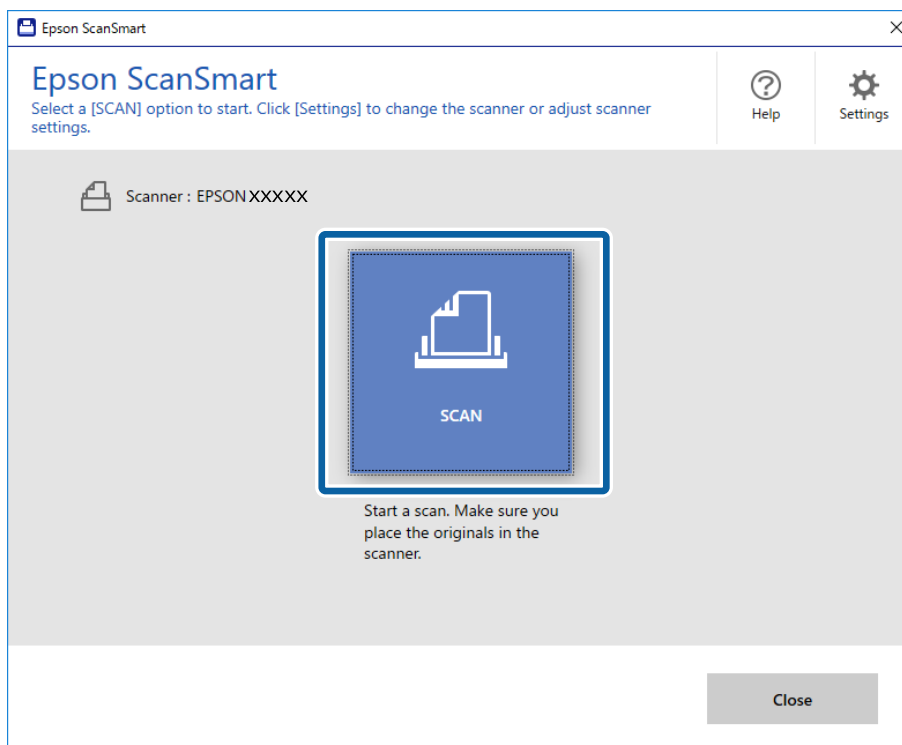 Epson ScanSmart
Epson ScanSmart
Select a [SCAN] option to start. Click [Settings] to change the scanner or adjust scanner
settings.
Help
Settings
Scanner : EPSON XXXXX
SCAN
Start a scan. Make sure you
place the originals in the
scanner.
Close